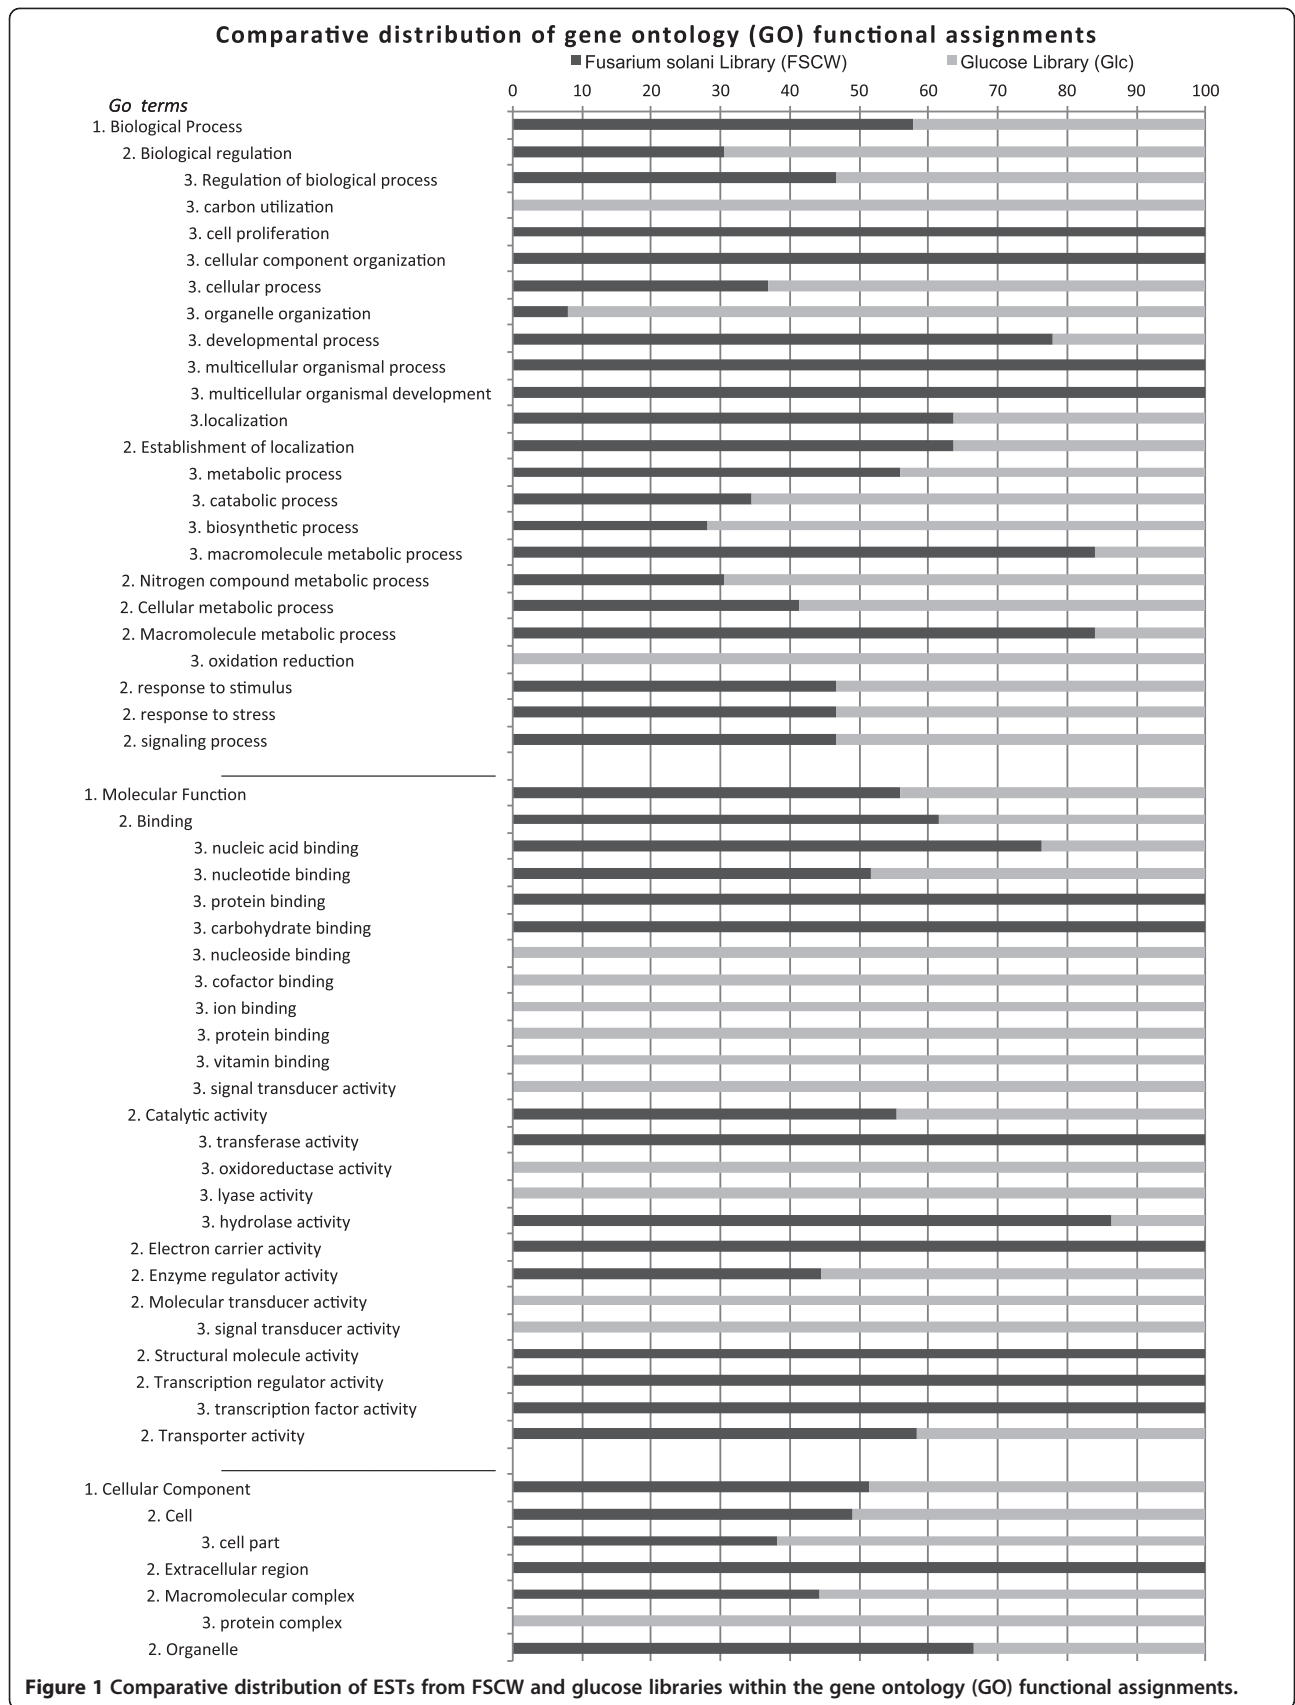 Comparative distribution of gene ontology (GO) functional assignments
Fusarium solani Library (FSCW) Glucose Library (Glc)
0 10 20 30 40 50 60 70 80 90 100
Go terms
1. Biological Process
2. Biological regulation
3. Regulation of biological process
3. carbon utilization
3. cell proliferation
3. cellular component organization
3. cellular process
3. organelle organization
3. developmental process
3. multicellular organismal process
3. multicellular organismal development
3.localization
2. Establishment of localization
3. metabolic process
3. catabolic process
3. biosynthetic process
3. macromolecule metabolic process
2. Nitrogen compound metabolic process
2. Cellular metabolic process
2. Macromolecule metabolic process
3. oxidation reduction
2. response to stimulus
2. response to stress
2. signaling process
1. Molecular Function
2. Binding
3. nucleic acid binding
3. nucleotide binding
3. protein binding
3. carbohydrate binding
3. nucleoside binding
3. cofactor binding
3. ion binding
3. protein binding
3. vitamin binding
3. signal transducer activity
2. Catalytic activity
3. transferase activity
3. oxidoreductase activity
3. lyase activity
3. hydrolase activity
2. Electron carrier activity
2. Enzyme regulator activity
2. Molecular transducer activity
3. signal transducer activity
2. Structural molecule activity
2. Transcription regulator activity
3. transcription factor activity
2. Transporter activity
1. Cellular Component
2. Cell
3. cell part
2. Extracellular region
2. Macromolecular complex
3. protein complex
2. Organelle
Figure 1 Comparative distribution of ESTs from FSCW and glucose libraries within the gene ontology (GO) functional assignments.